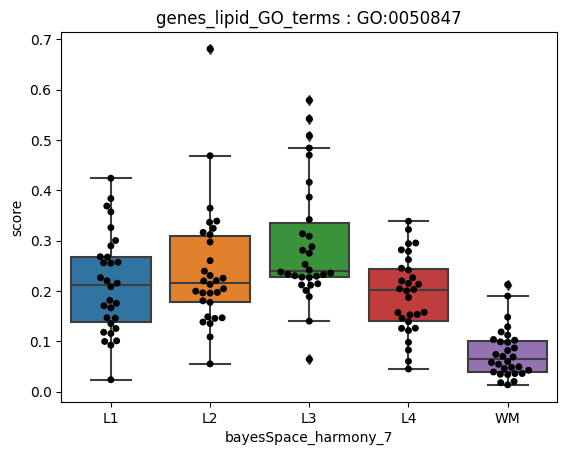 genes_lipid_GO_terms : GO:0050847
0.7
0.6
0.5
0.4
0.3
0.2
0.1
0.0
score
L1 L2 L3 L4 WM
bayesSpace_harmony_7